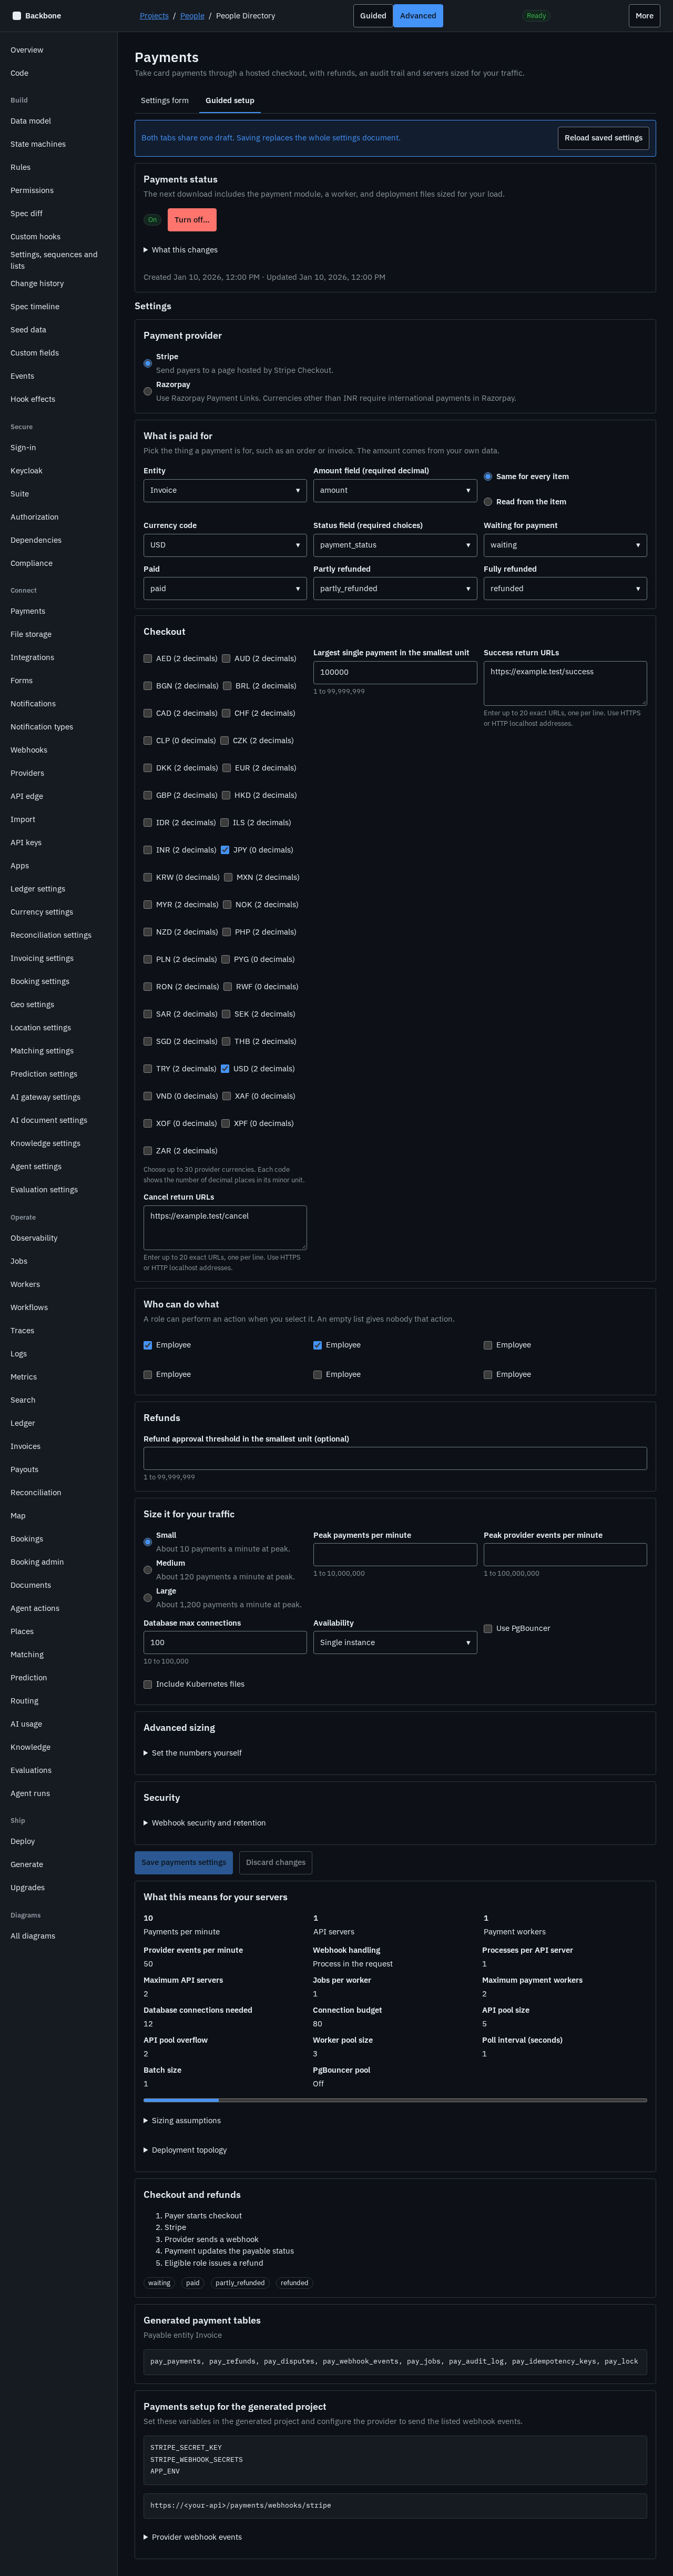 Backbone
Projects / People / People Directory
Guided
Advanced
Ready
More
Overview
Code
Build
Data model
State machines
Rules
Permissions
Spec diff
Custom hooks
Settings, sequences and
lists
Change history
Spec timeline
Seed data
Custom fields
Events
Hook effects
Secure
Sign-in
Keycloak
Suite
Authorization
Dependencies
Compliance
Connect
Payments
File storage
Integrations
Forms
Notifications
Notification types
Webhooks
Providers
API edge
Import
API keys
Apps
Ledger settings
Currency settings
Reconciliation settings
Invoicing settings
Booking settings
Geo settings
Location settings
Matching settings
Prediction settings
AI gateway settings
AI document settings
Knowledge settings
Agent settings
Evaluation settings
Operate
Observability
Jobs
Workers
Workflows
Traces
Logs
Metrics
Search
Ledger
Invoices
Payouts
Reconciliation
Map
Bookings
Booking admin
Documents
Agent actions
Places
Matching
Prediction
Routing
AI usage
Knowledge
Evaluations
Agent runs
Ship
Deploy
Generate
Upgrades
Diagrams
All diagrams
Payments
Take card payments through a hosted checkout, with refunds, an audit trail and servers sized for your traffic.
Settings form
Guided setup
Both tabs share one draft. Saving replaces the whole settings document.
Reload saved settings
Payments status
The next download includes the payment module, a worker, and deployment files sized for your load.
On
Turn off...
What this changes
Created Jan 10, 2026, 12:00 PM · Updated Jan 10, 2026, 12:00 PM
Settings
Payment provider
Stripe
Send payers to a page hosted by Stripe Checkout.
Razorpay
Use Razorpay Payment Links. Currencies other than INR require international payments in Razorpay.
What is paid for
Pick the thing a payment is for, such as an order or invoice. The amount comes from your own data.
Entity
Invoice
Amount field (required decimal)
amount
Same for every item
Read from the item
Currency code
USD
Status field (required choices)
payment_status
Waiting for payment
waiting
Paid
paid
Partly refunded
partly_refunded
Fully refunded
refunded
Checkout
AED (2 decimals) AUD (2 decimals)
BGN (2 decimals) BRL (2 decimals)
CAD (2 decimals) CHF (2 decimals)
CLP (0 decimals) CZK (2 decimals)
DKK (2 decimals) EUR (2 decimals)
GBP (2 decimals) HKD (2 decimals)
IDR (2 decimals) ILS (2 decimals)
INR (2 decimals) JPY (0 decimals)
KRW (0 decimals) MXN (2 decimals)
MYR (2 decimals) NOK (2 decimals)
NZD (2 decimals) PHP (2 decimals)
PLN (2 decimals) PYG (0 decimals)
RON (2 decimals) RWF (0 decimals)
SAR (2 decimals) SEK (2 decimals)
SGD (2 decimals) THB (2 decimals)
TRY (2 decimals) USD (2 decimals)
VND (0 decimals) XAF (0 decimals)
XOF (0 decimals) XPF (0 decimals)
ZAR (2 decimals)
Choose up to 30 provider currencies. Each code
shows the number of decimal places in its minor unit.
Largest single payment in the smallest unit
100000
1 to 99,999,999
Success return URLs
https://example.test/success
Enter up to 20 exact URLs, one per line. Use HTTPS
or HTTP localhost addresses.
Cancel return URLs
https://example.test/cancel
Enter up to 20 exact URLs, one per line. Use HTTPS
or HTTP localhost addresses.
Who can do what
A role can perform an action when you select it. An empty list gives nobody that action.
Employee Employee Employee
Employee Employee Employee
Refunds
Refund approval threshold in the smallest unit (optional)
1 to 99,999,999
Size it for your traffic
Small
About 10 payments a minute at peak.
Medium
About 120 payments a minute at peak.
Large
About 1,200 payments a minute at peak.
Peak payments per minute
1 to 10,000,000
Peak provider events per minute
1 to 100,000,000
Database max connections
100
10 to 100,000
Availability
Single instance
Use PgBouncer
Include Kubernetes files
Advanced sizing
Set the numbers yourself
Security
Webhook security and retention
Save payments settings
Discard changes
What this means for your servers
10
Payments per minute
1
API servers
1
Payment workers
Provider events per minute
50
Webhook handling
Process in the request
Processes per API server
1
Maximum API servers
2
Jobs per worker
1
Maximum payment workers
2
Database connections needed
12
Connection budget
80
API pool size
5
API pool overflow
2
Worker pool size
3
Poll interval (seconds)
1
Batch size
1
PgBouncer pool
Off
Sizing assumptions
Deployment topology
Checkout and refunds
1. Payer starts checkout
2. Stripe
3. Provider sends a webhook
4. Payment updates the payable status
5. Eligible role issues a refund
waiting paid partly_refunded refunded
Generated payment tables
Payable entity Invoice
pay_payments, pay_refunds, pay_disputes, pay_webhook_events, pay_jobs, pay_audit_log, pay_idempotency_keys, pay_lock
Payments setup for the generated project
Set these variables in the generated project and configure the provider to send the listed webhook events.
STRIPE_SECRET_KEY
STRIPE_WEBHOOK_SECRETS
APP_ENV
https://<your-api>/payments/webhooks/stripe
Provider webhook events